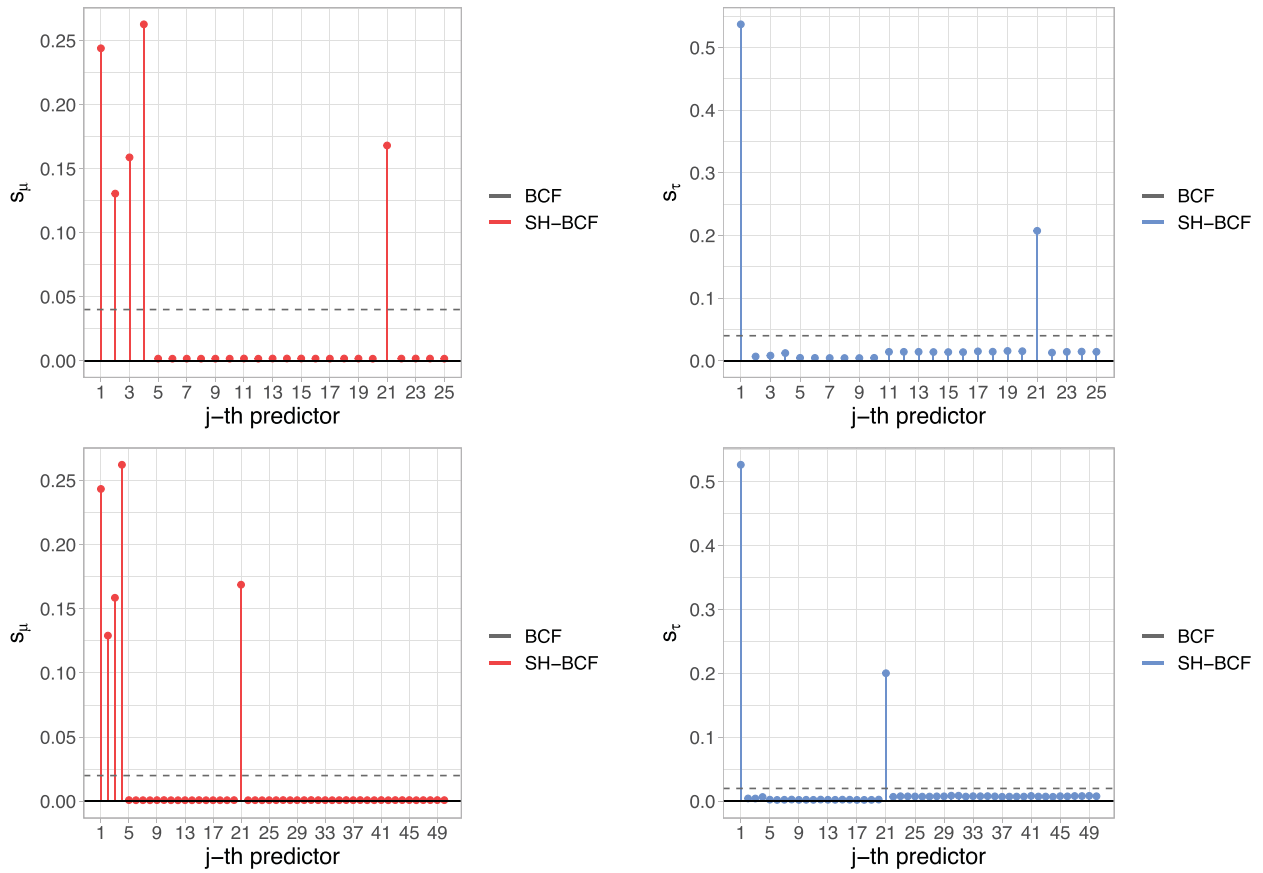 0.25
0.20
0.15
0.10
0.05
0.00
sμ
1 3 5 7 9 11 13 15 17 19 21 23 25
j−th predictor
BCF
SH−BCF
0.5
0.4
0.3
0.2
0.1
0.0
sτ
1 3 5 7 9 11 13 15 17 19 21 23 25
j−th predictor
BCF
SH−BCF
0.25
0.20
0.15
0.10
0.05
0.00
sμ
1 5 9 13 17 21 25 29 33 37 41 45 49
j−th predictor
BCF
SH−BCF
0.5
0.4
0.3
0.2
0.1
0.0
sτ
1 5 9 13 17 21 25 29 33 37 41 45 49
j−th predictor
BCF
SH−BCF